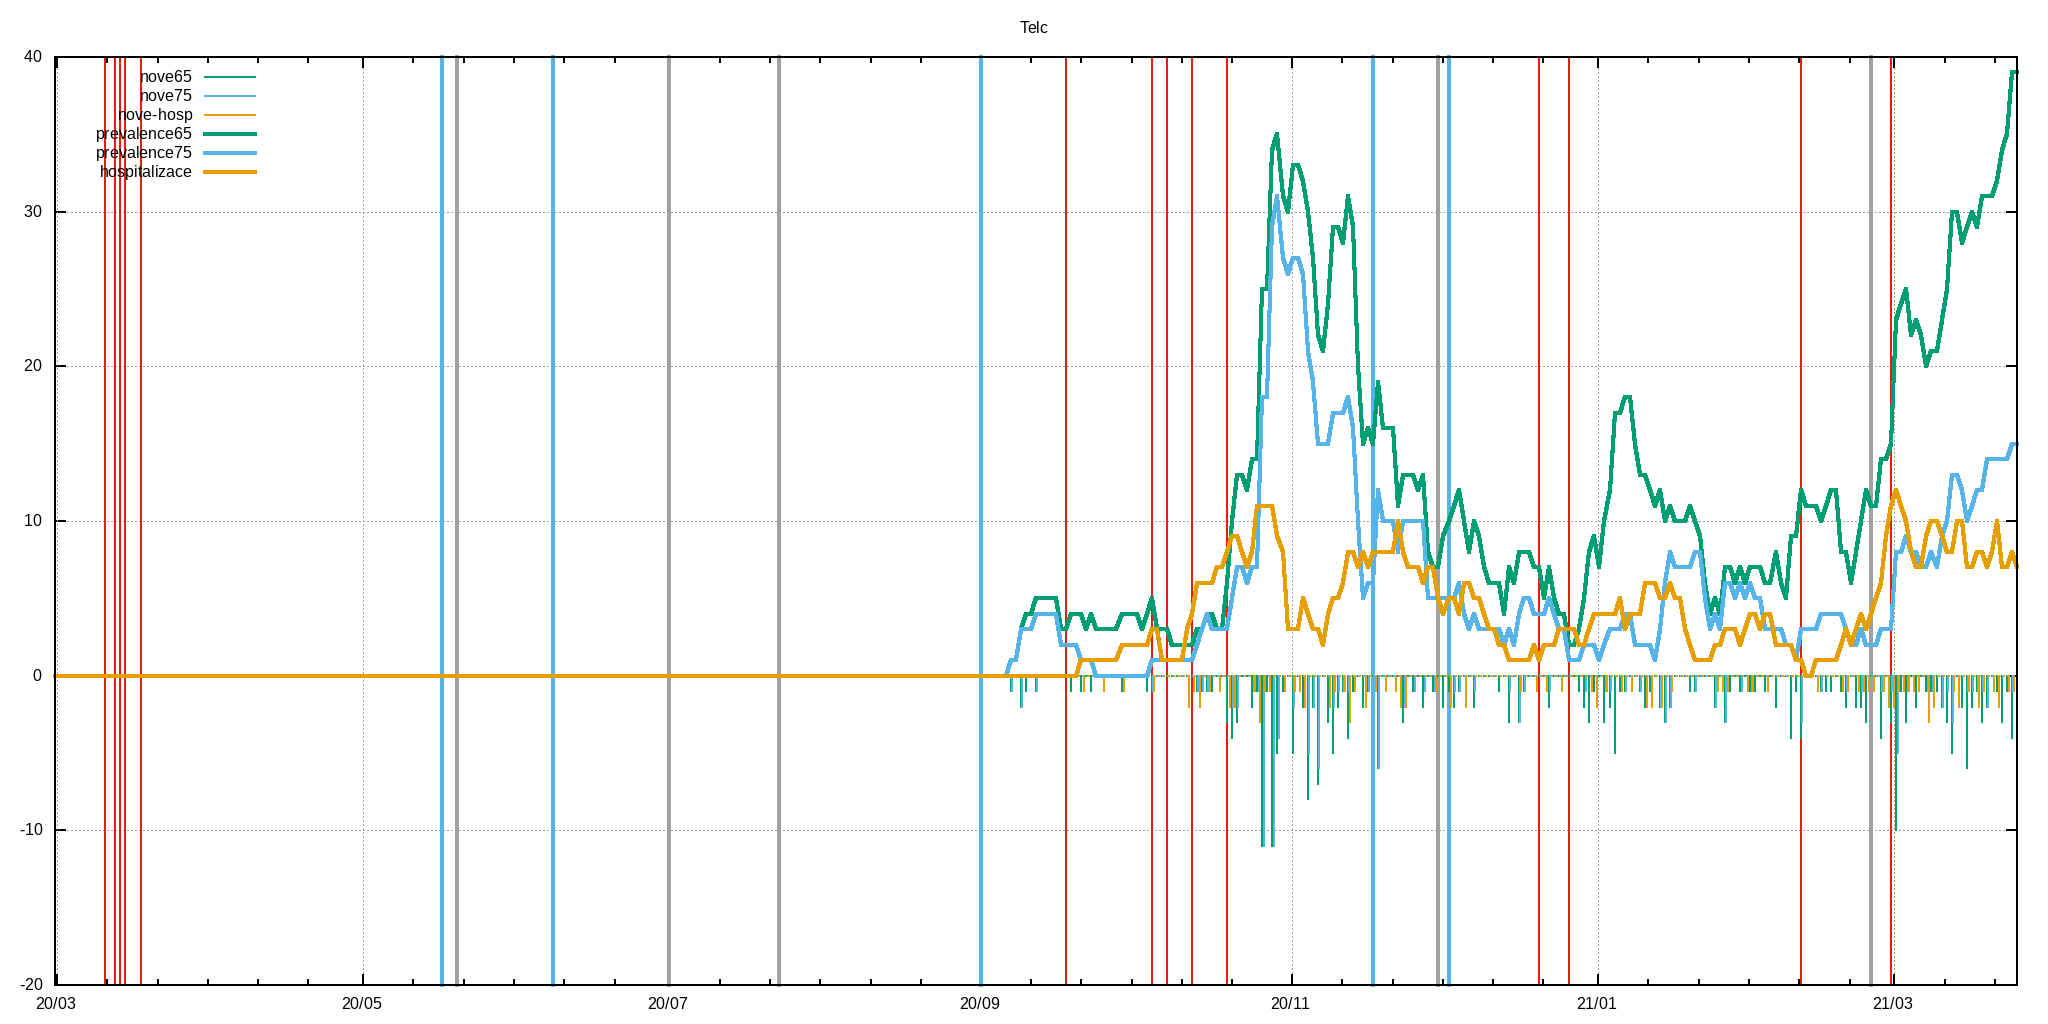 Telc
40
30
20
10
0
-10
-20
nove65
nove75
nove-hosp
prevalence65
prevalence75
hospitalizace
20/03 20/05 20/07 20/09 20/11 21/01 21/03